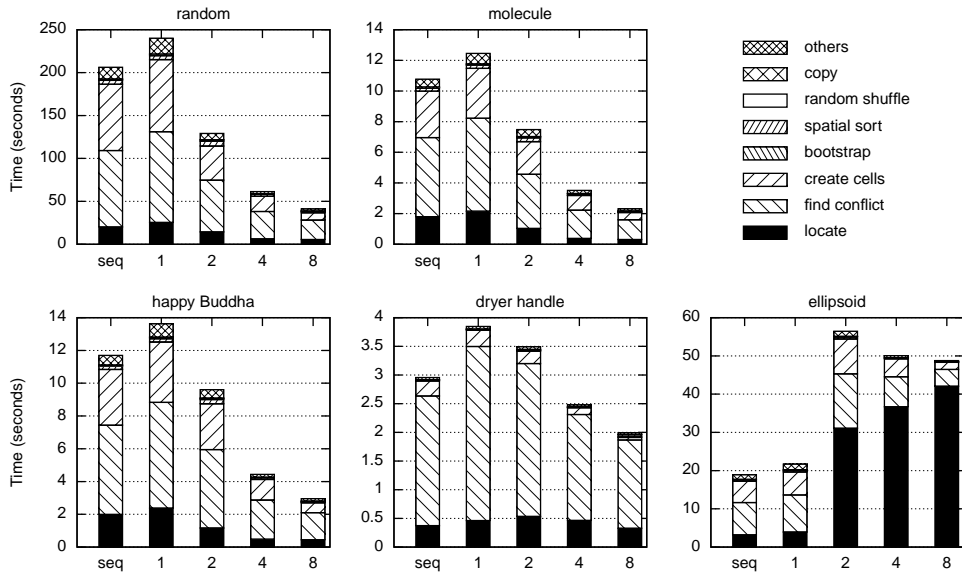 random
Time (seconds)
250
200
150
100
50
0
seq 1 2 4 8
molecule
14
12
10
8
6
4
2
0
seq 1 2 4 8
others
copy
random shuffle
spatial sort
bootstrap
create cells
find conflict
locate
happy Buddha
Time (seconds)
14
12
10
8
6
4
2
0
seq 1 2 4 8
dryer handle
4
3.5
3
2.5
2
1.5
1
0.5
0
seq 1 2 4 8
ellipsoid
60
50
40
30
20
10
0
seq 1 2 4 8